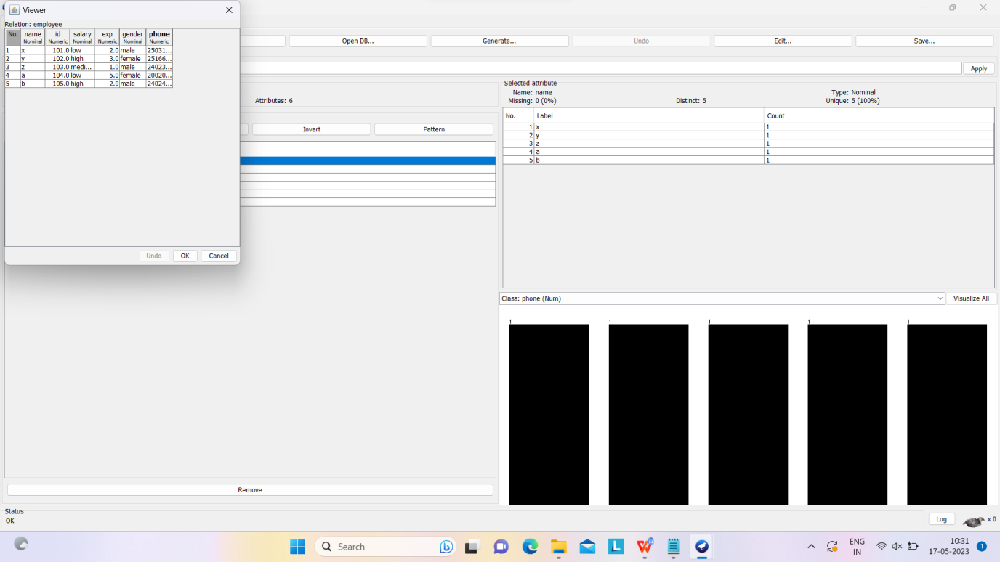 Viewer
Relation: employee
No. name id salary exp gender phone
Nominal Numeric Nominal Numeric Nominal Numeric
1 x 101.0 low 2.0 male 25031...
2 y 102.0 high 3.0 female 25166...
3 z 103.0 medi... 1.0 male 24023...
4 a 104.0 low 5.0 female 20020...
5 b 105.0 high 2.0 male 24024...
Undo OK Cancel
Open DB... Generate... Undo Edit... Save...
Apply
Attributes: 6
Invert Pattern
Remove
Selected attribute
Name: name Type: Nominal
Missing: 0 (0%) Distinct: 5 Unique: 5 (100%)
No. Label Count
1 x 1
2 y 1
3 z 1
4 a 1
5 b 1
Class: phone (Num) Visualize All
1 1 1 1 1
Status
OK
Log x 0
Search
ENG
IN
10:31
17-05-2023
1